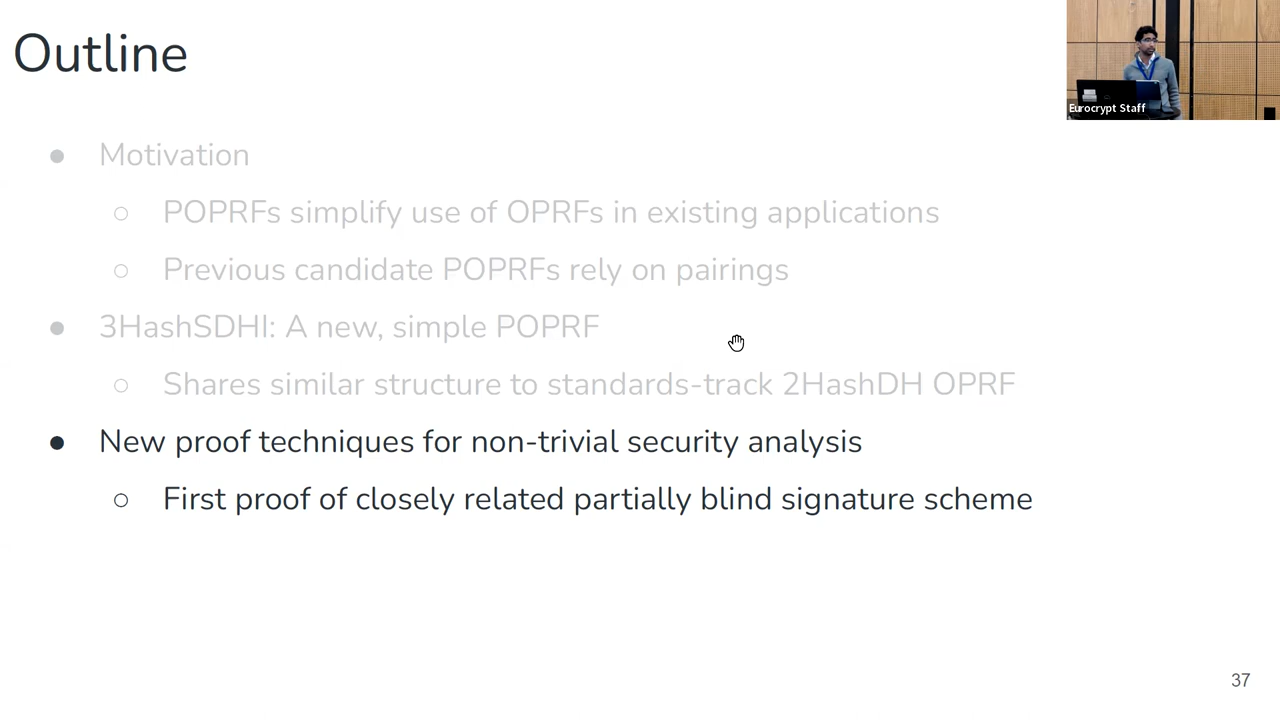 Outline
Eurocrypt Staff
● Motivation
○ POPRFs simplify use of OPRFs in existing applications
○ Previous candidate POPRFs rely on pairings
● 3HashSDHI: A new, simple POPRF
○ Shares similar structure to standards-track 2HashDH OPRF
● New proof techniques for non-trivial security analysis
○ First proof of closely related partially blind signature scheme
37